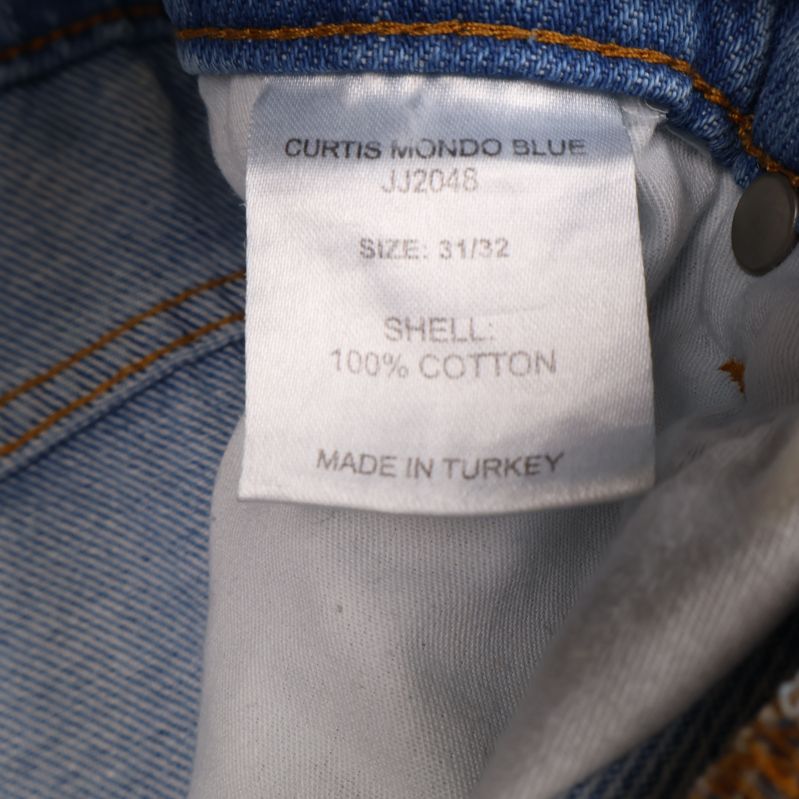 CURTIS MONDO BLUE
JJ2048
SIZE: 31/32
SHELL:
100% COTTON
MADE IN TURKEY